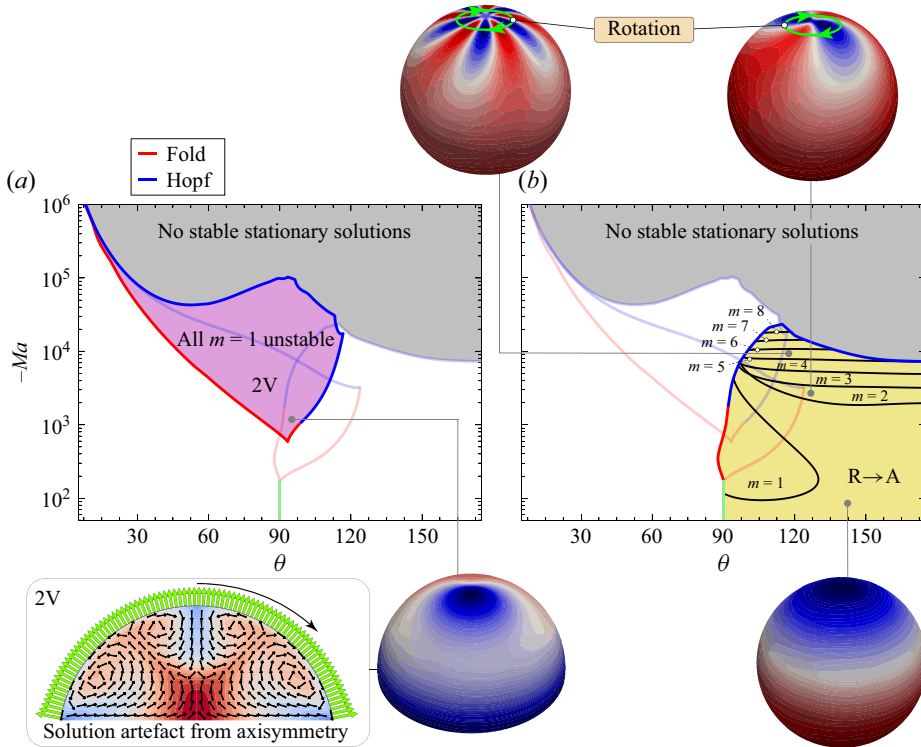 Rotation
Fold
Hopf
(a)
(b)
10^6
10^5
10^4
10^3
10^2
−Ma
No stable stationary solutions
All m = 1 unstable
2V
30
60
90
120
150
θ
No stable stationary solutions
m = 8
m = 7
m = 6
m = 5
m = 4
m = 3
m = 2
m = 1
R→A
30
60
90
120
150
θ
2V
Solution artefact from axisymmetry